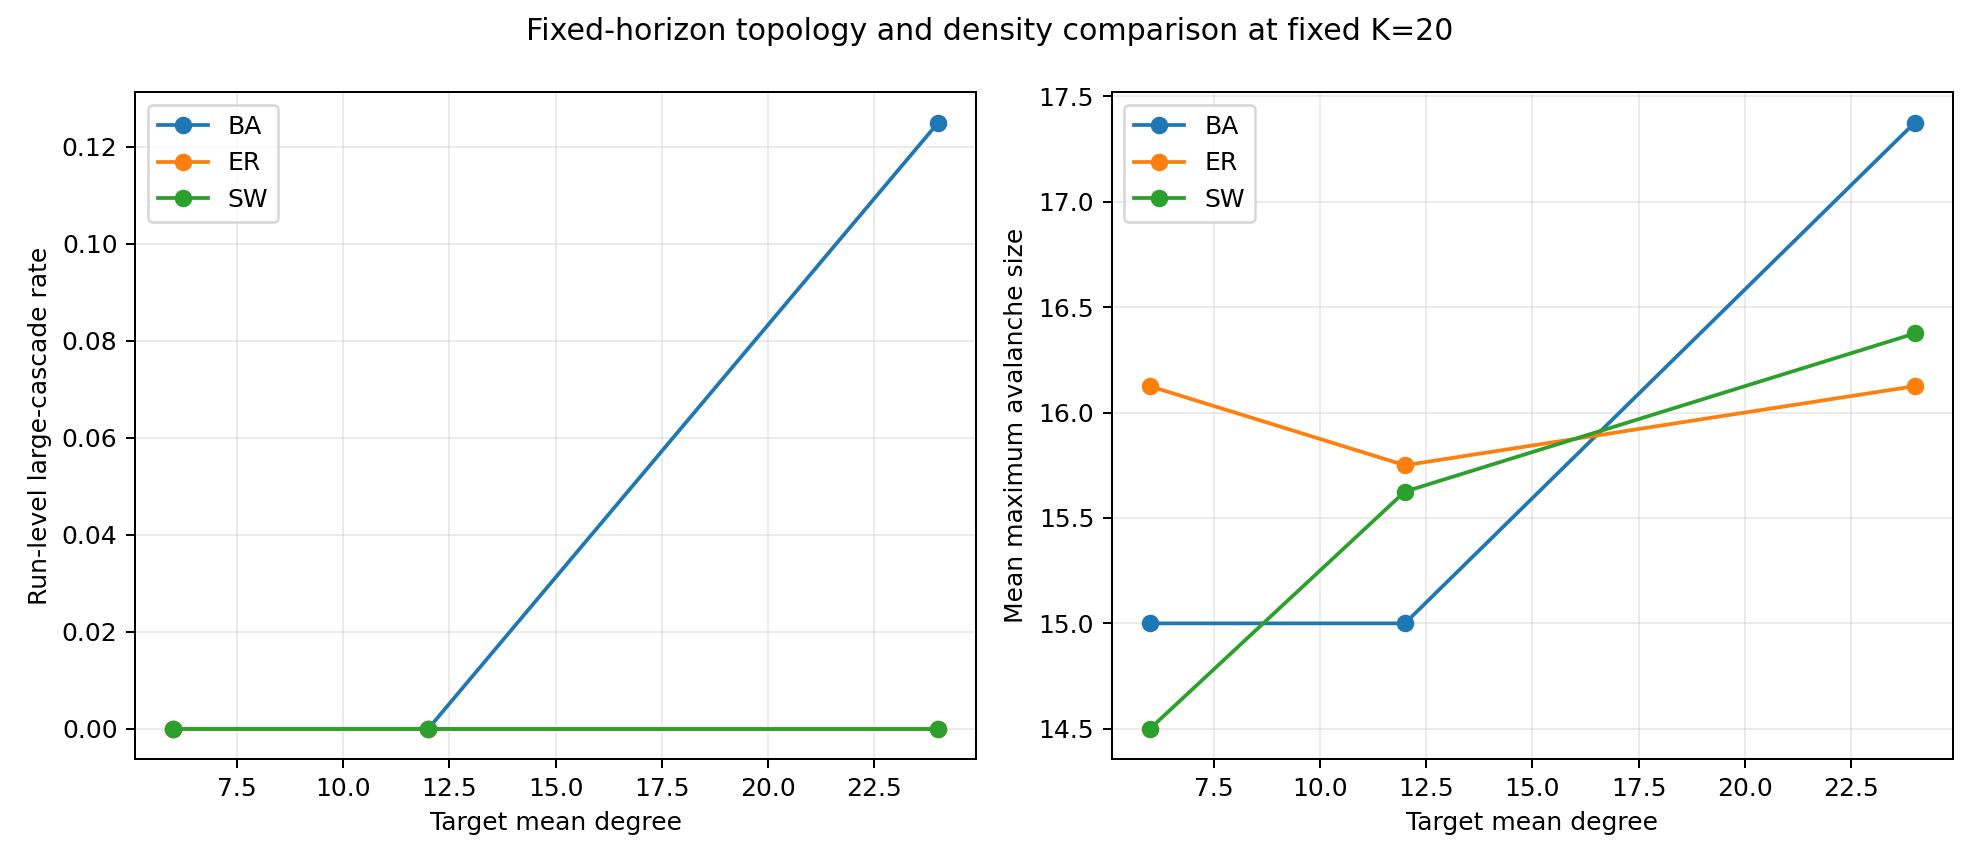 Fixed-horizon topology and density comparison at fixed K=20
Run-level large-cascade rate
0.12
0.10
0.08
0.06
0.04
0.02
0.00
BA
ER
SW
7.5 10.0 12.5 15.0 17.5 20.0 22.5
Target mean degree
Mean maximum avalanche size
17.5
17.0
16.5
16.0
15.5
15.0
14.5
BA
ER
SW
7.5 10.0 12.5 15.0 17.5 20.0 22.5
Target mean degree